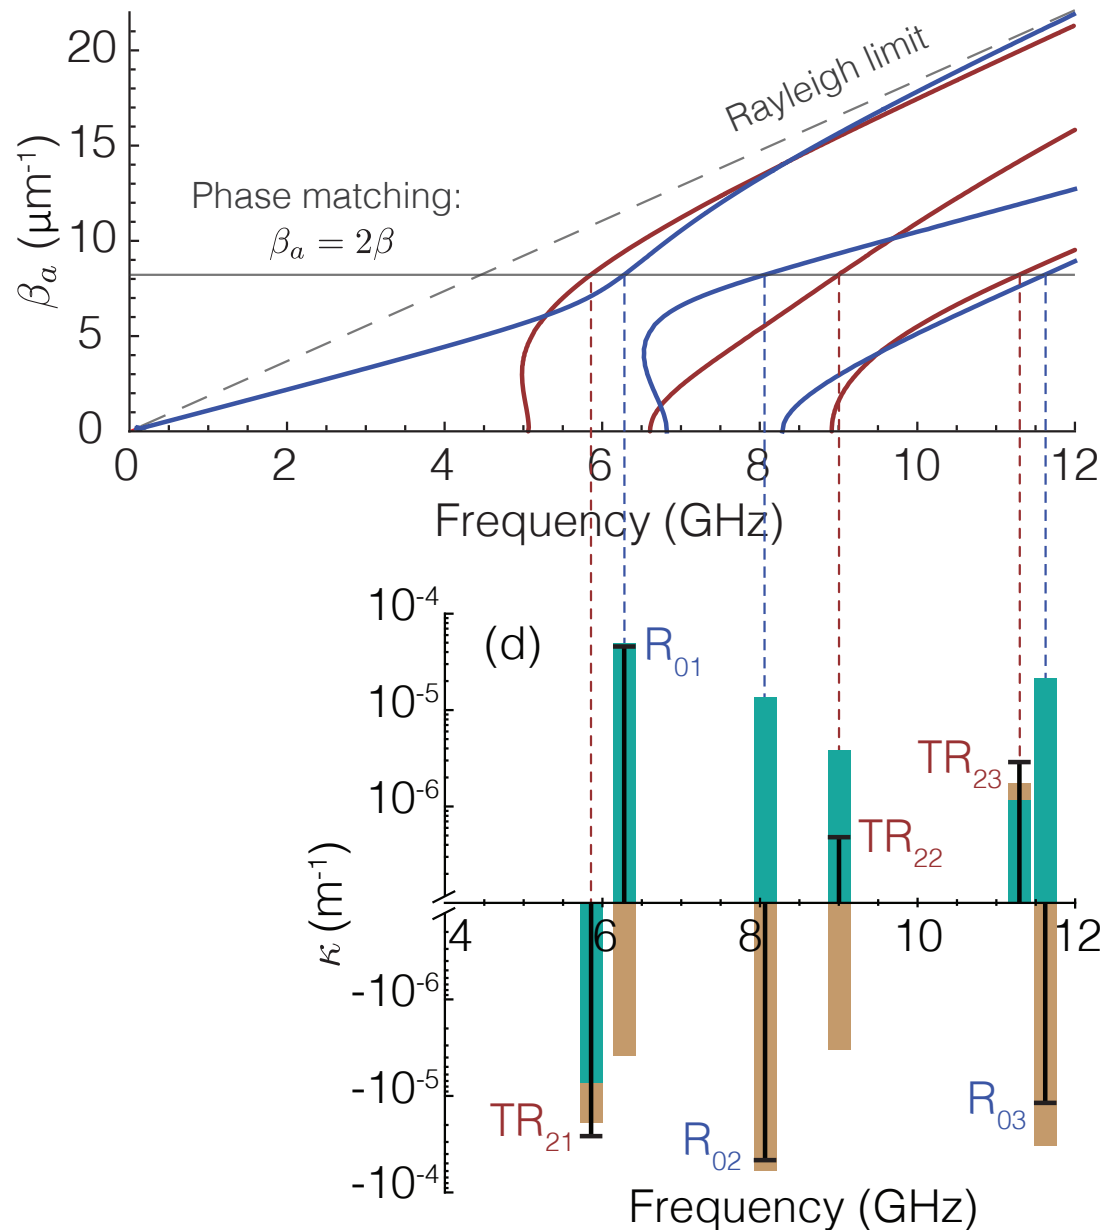 20
15
10
5
0
β_a (μm⁻¹)
Rayleigh limit
Phase matching:
β_a = 2β
0 2 4 6 8 10 12
Frequency (GHz)
(d)
10⁻⁴
10⁻⁵
10⁻⁶
-10⁻⁶
-10⁻⁵
-10⁻⁴
κ (m⁻¹)
R₀₁
TR₂₃
TR₂₂
4 6 8 10 12
TR₂₁
R₀₂
R₀₃
Frequency (GHz)